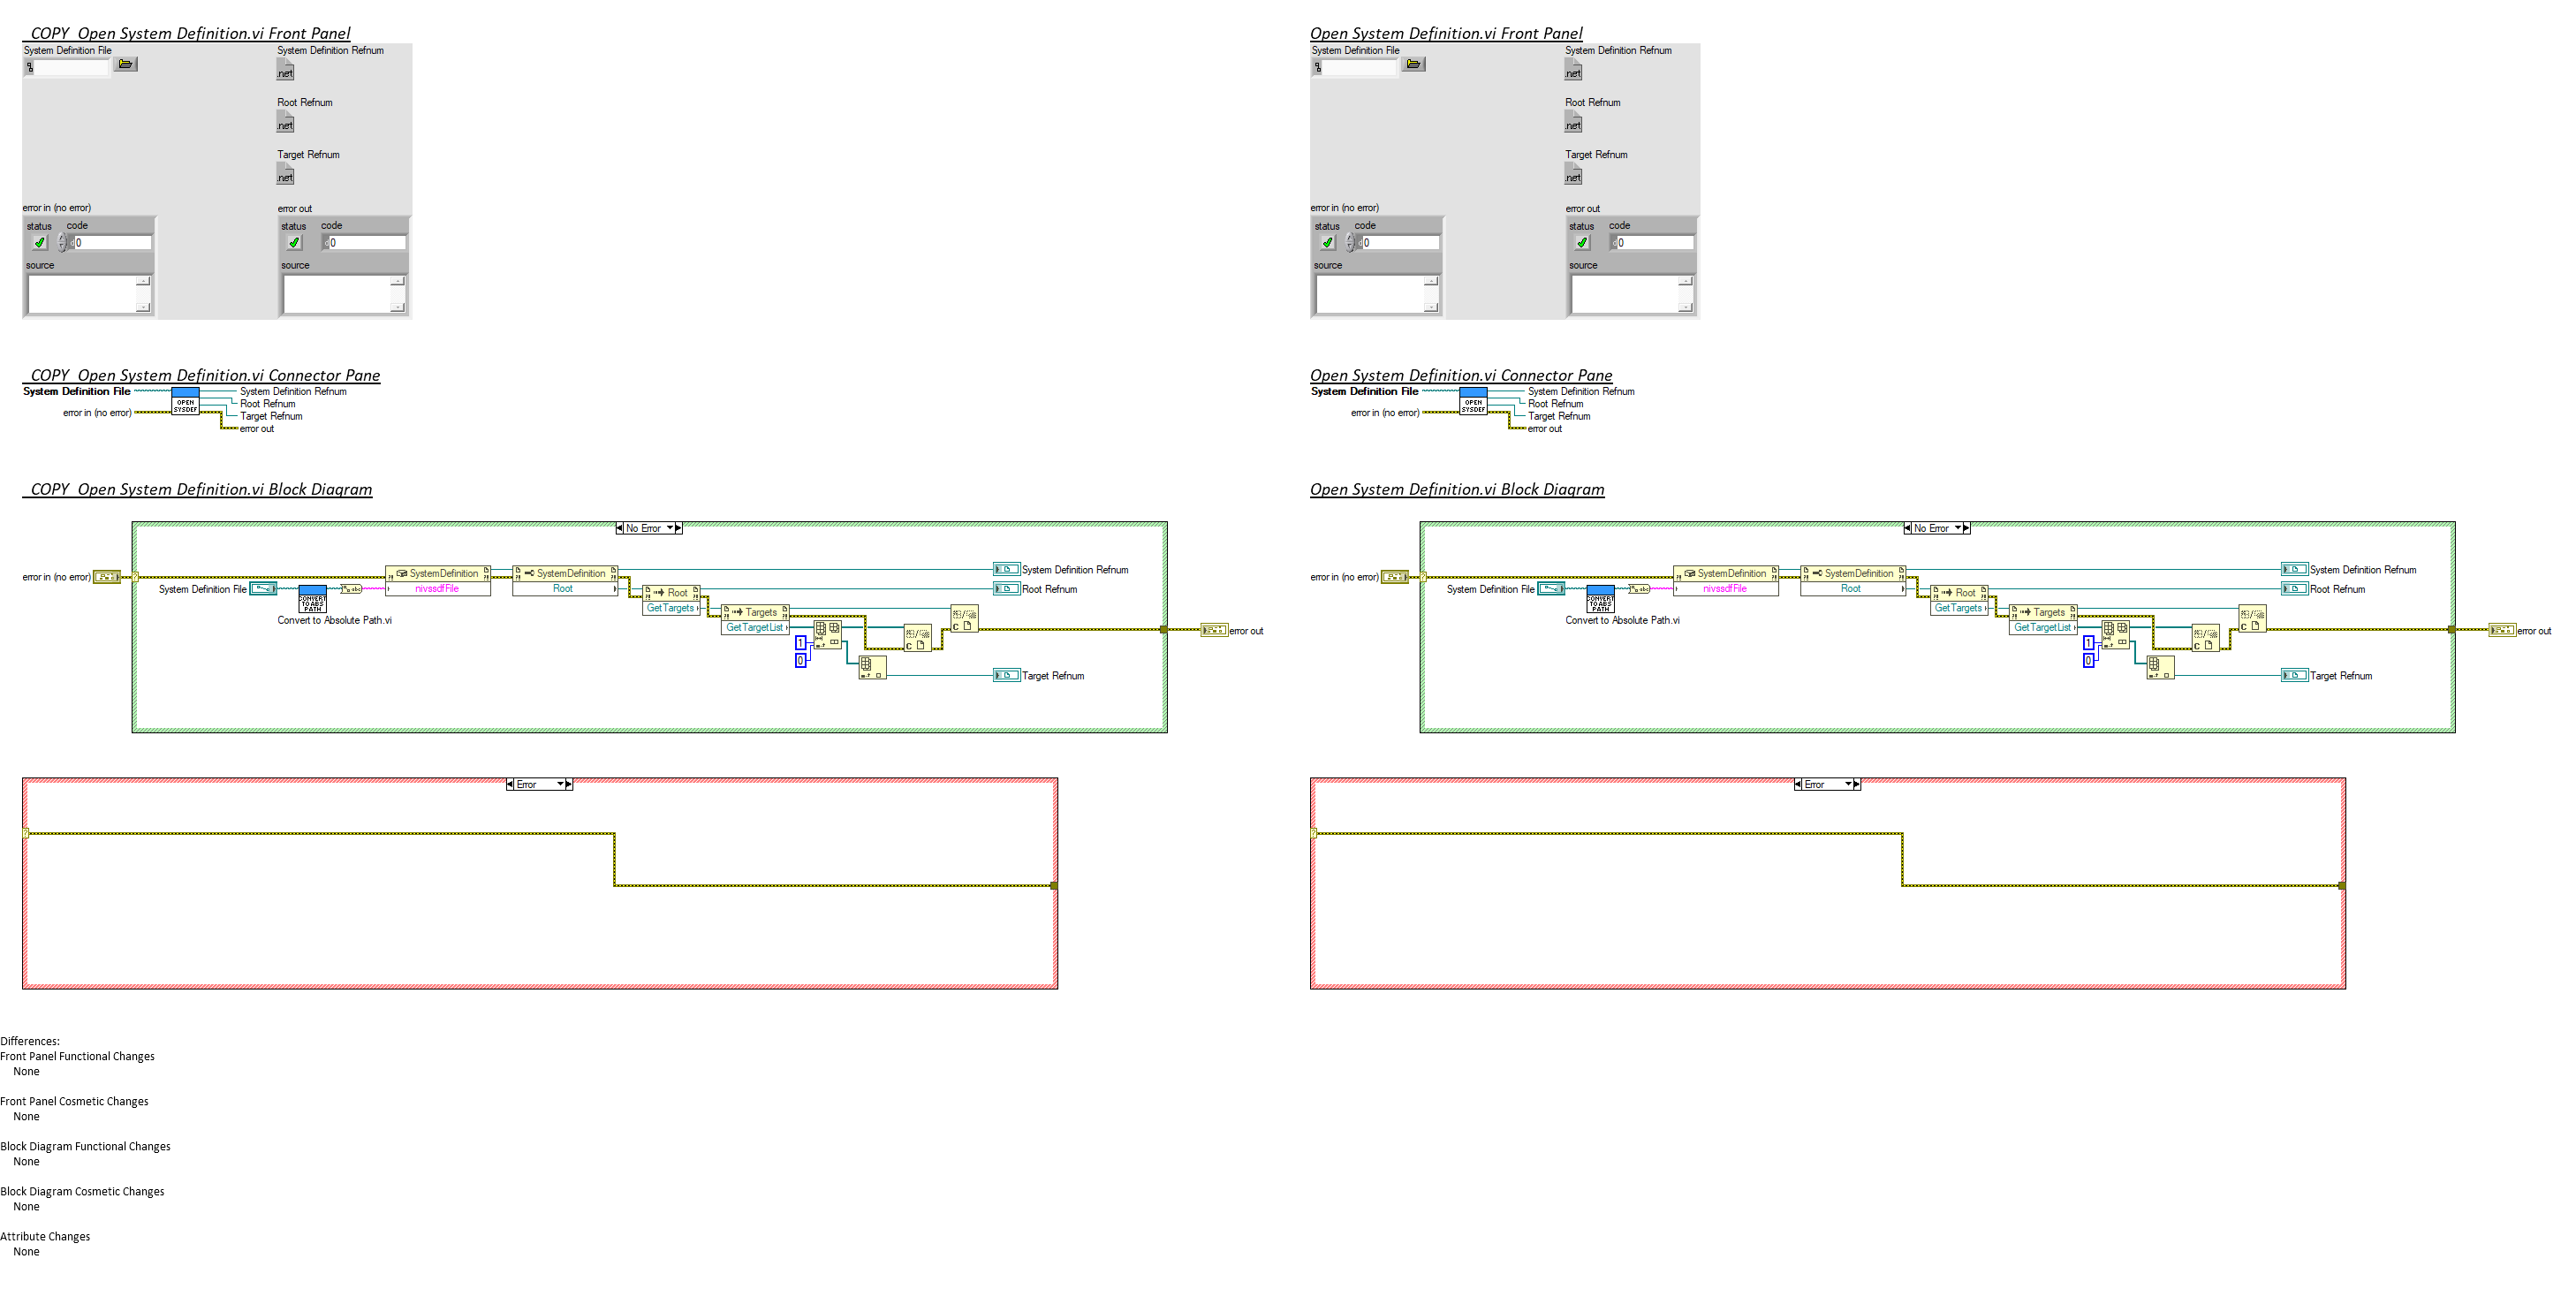 _COPY_Open System Definition.vi Front Panel
System Definition File
System Definition Refnum
.net
Root Refnum
.net
Target Refnum
.net
error in (no error)
error out
status code
0
source
status code
0
source
Open System Definition.vi Front Panel
System Definition File
System Definition Refnum
.net
Root Refnum
.net
Target Refnum
.net
error in (no error)
error out
status code
0
source
status code
0
source
_COPY_Open System Definition.vi Connector Pane
System Definition File
error in (no error)
OPEN
SYSDEF
System Definition Refnum
Root Refnum
Target Refnum
error out
Open System Definition.vi Connector Pane
System Definition File
error in (no error)
OPEN
SYSDEF
System Definition Refnum
Root Refnum
Target Refnum
error out
_COPY_Open System Definition.vi Block Diagram
No Error
error in (no error)
System Definition File
CONVERT
TO ABS
PATH
Convert to Absolute Path.vi
SystemDefinition
nivssdfFile
SystemDefinition
Root
Root
GetTargets
Targets
GetTargetList
1
0
System Definition Refnum
Root Refnum
error out
Target Refnum
Error
Open System Definition.vi Block Diagram
No Error
error in (no error)
System Definition File
CONVERT
TO ABS
PATH
Convert to Absolute Path.vi
SystemDefinition
nivssdfFile
SystemDefinition
Root
Root
GetTargets
Targets
GetTargetList
1
0
System Definition Refnum
Root Refnum
error out
Target Refnum
Error
Differences:
Front Panel Functional Changes
None
Front Panel Cosmetic Changes
None
Block Diagram Functional Changes
None
Block Diagram Cosmetic Changes
None
Attribute Changes
None